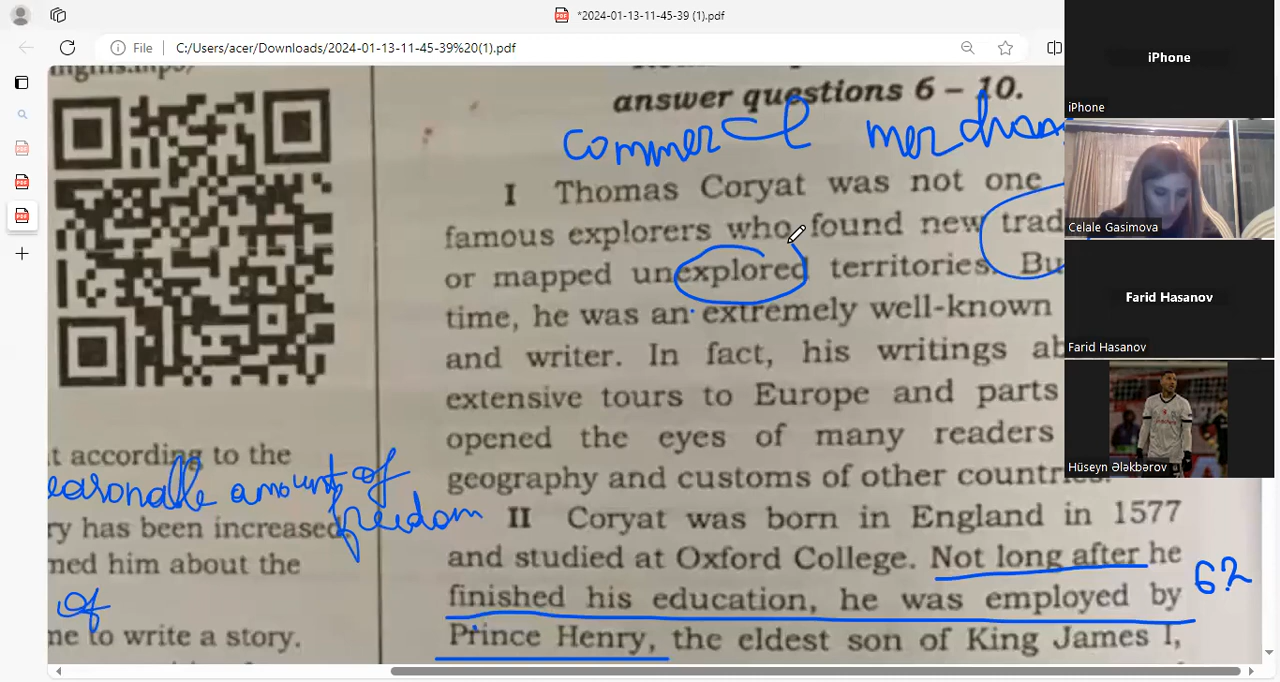 *2024-01-13-11-45-39 (1).pdf
File C:/Users/acer/Downloads/2024-01-13-11-45-39%20(1).pdf
answer questions 6 – 10.
I Thomas Coryat was not one
famous explorers who found new trad
or mapped unexplored territories. Bu
time, he was an extremely well-known
and writer. In fact, his writings ab
extensive tours to Europe and parts
opened the eyes of many readers
geography and customs of other countries.
II Coryat was born in England in 1577
and studied at Oxford College. Not long after he
finished his education, he was employed by
Prince Henry, the eldest son of King James I,
6?
t according to the
easonable amount of
freedom
ry has been increased.
ned him about the
of
me to write a story.
iPhone
iPhone
Celale Gasimova
Farid Hasanov
Farid Hasanov
Hüseyn Ələkbərov